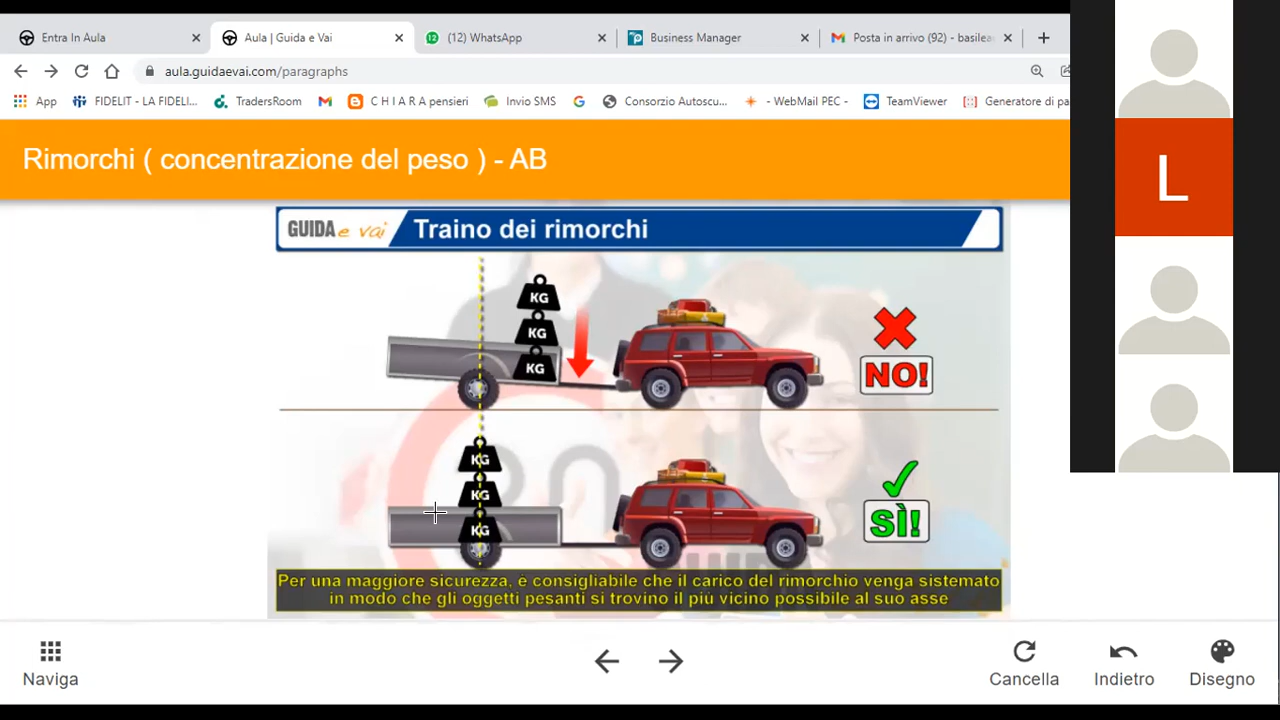 Entra In Aula
Aula | Guida e Vai
(12) WhatsApp
Business Manager
Posta in arrivo (92) - basilea
aula.guidaevai.com/paragraphs
App
FIDELIT - LA FIDELI...
TradersRoom
C H I A R A pensieri
Invio SMS
Consorzio Autoscu...
- WebMail PEC -
TeamViewer
Generatore di pa
Rimorchi ( concentrazione del peso ) - AB
L
GUIDA e vai
Traino dei rimorchi
KG
KG
KG
NO!
KG
KG
KG
SÌ!
Per una maggiore sicurezza, è consigliabile che il carico del rimorchio venga sistemato
in modo che gli oggetti pesanti si trovino il più vicino possibile al suo asse
Naviga
Cancella
Indietro
Disegno